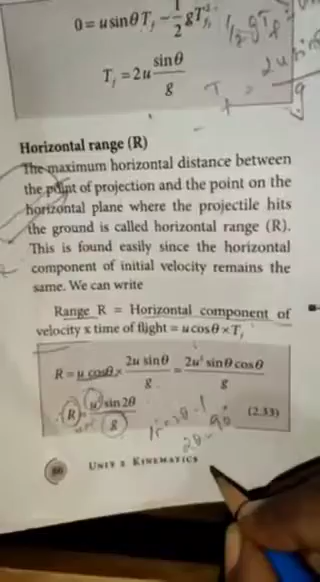 0 = u sinθ T_f − 1/2 g T_f²
T_f = 2u sinθ/g
Horizontal range (R)
The maximum horizontal distance between
the point of projection and the point on the
horizontal plane where the projectile hits
the ground is called horizontal range (R).
This is found easily since the horizontal
component of initial velocity remains the
same. We can write
Range R = Horizontal component of
velocity x time of flight = u cosθ × T_f
R = u cosθ × 2u sinθ/g = 2u² sinθ cosθ/g
R = u² sin2θ/g (2.53)
2θ = 90°
86 UNIT 2 KINEMATICS